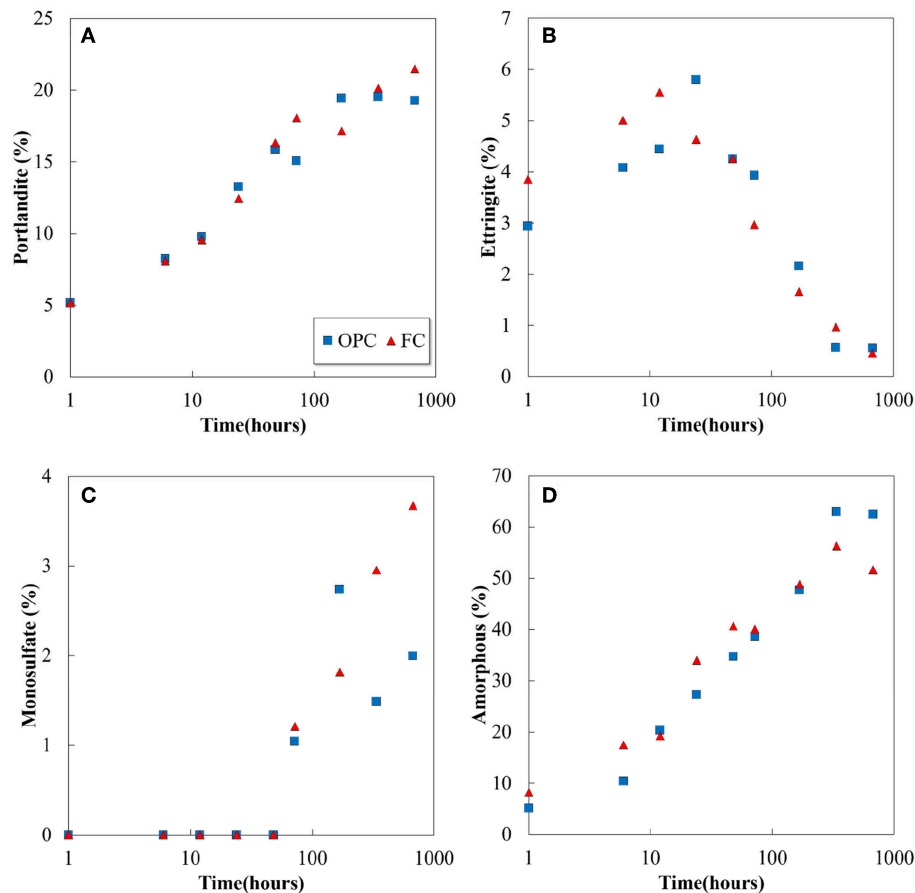 A
25
20
15
10
5
0
Portlandite (%)
OPC FC
1 10 100 1000
Time(hours)
B
7
6
5
4
3
2
1
0
Ettringite (%)
1 10 100 1000
Time(hours)
C
4
3
2
1
0
Monosulfate (%)
1 10 100 1000
Time(hours)
D
70
60
50
40
30
20
10
0
Amorphous (%)
1 10 100 1000
Time(hours)